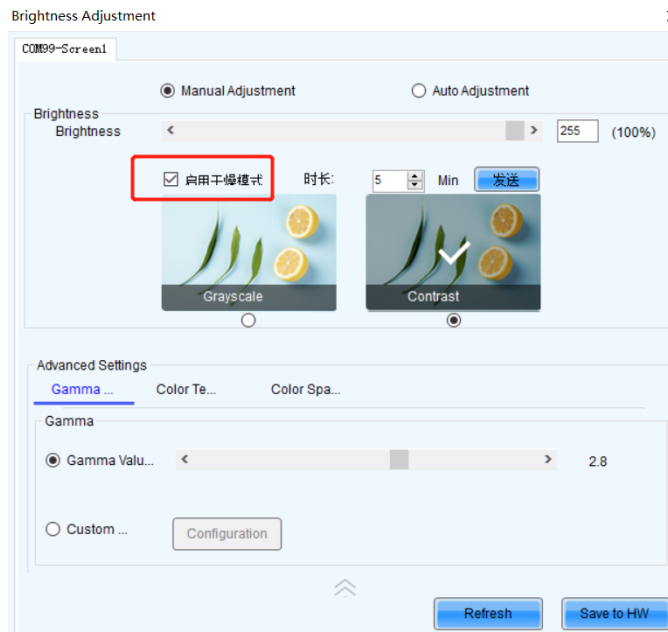 Brightness Adjustment
COM99-Screen1
Manual Adjustment Auto Adjustment
Brightness
Brightness 255 (100%)
启用干燥模式 时长: 5 Min 发送
Grayscale Contrast
Advanced Settings
Gamma ... Color Te... Color Spa...
Gamma
Gamma Valu... 2.8
Custom ... Configuration
Refresh Save to HW